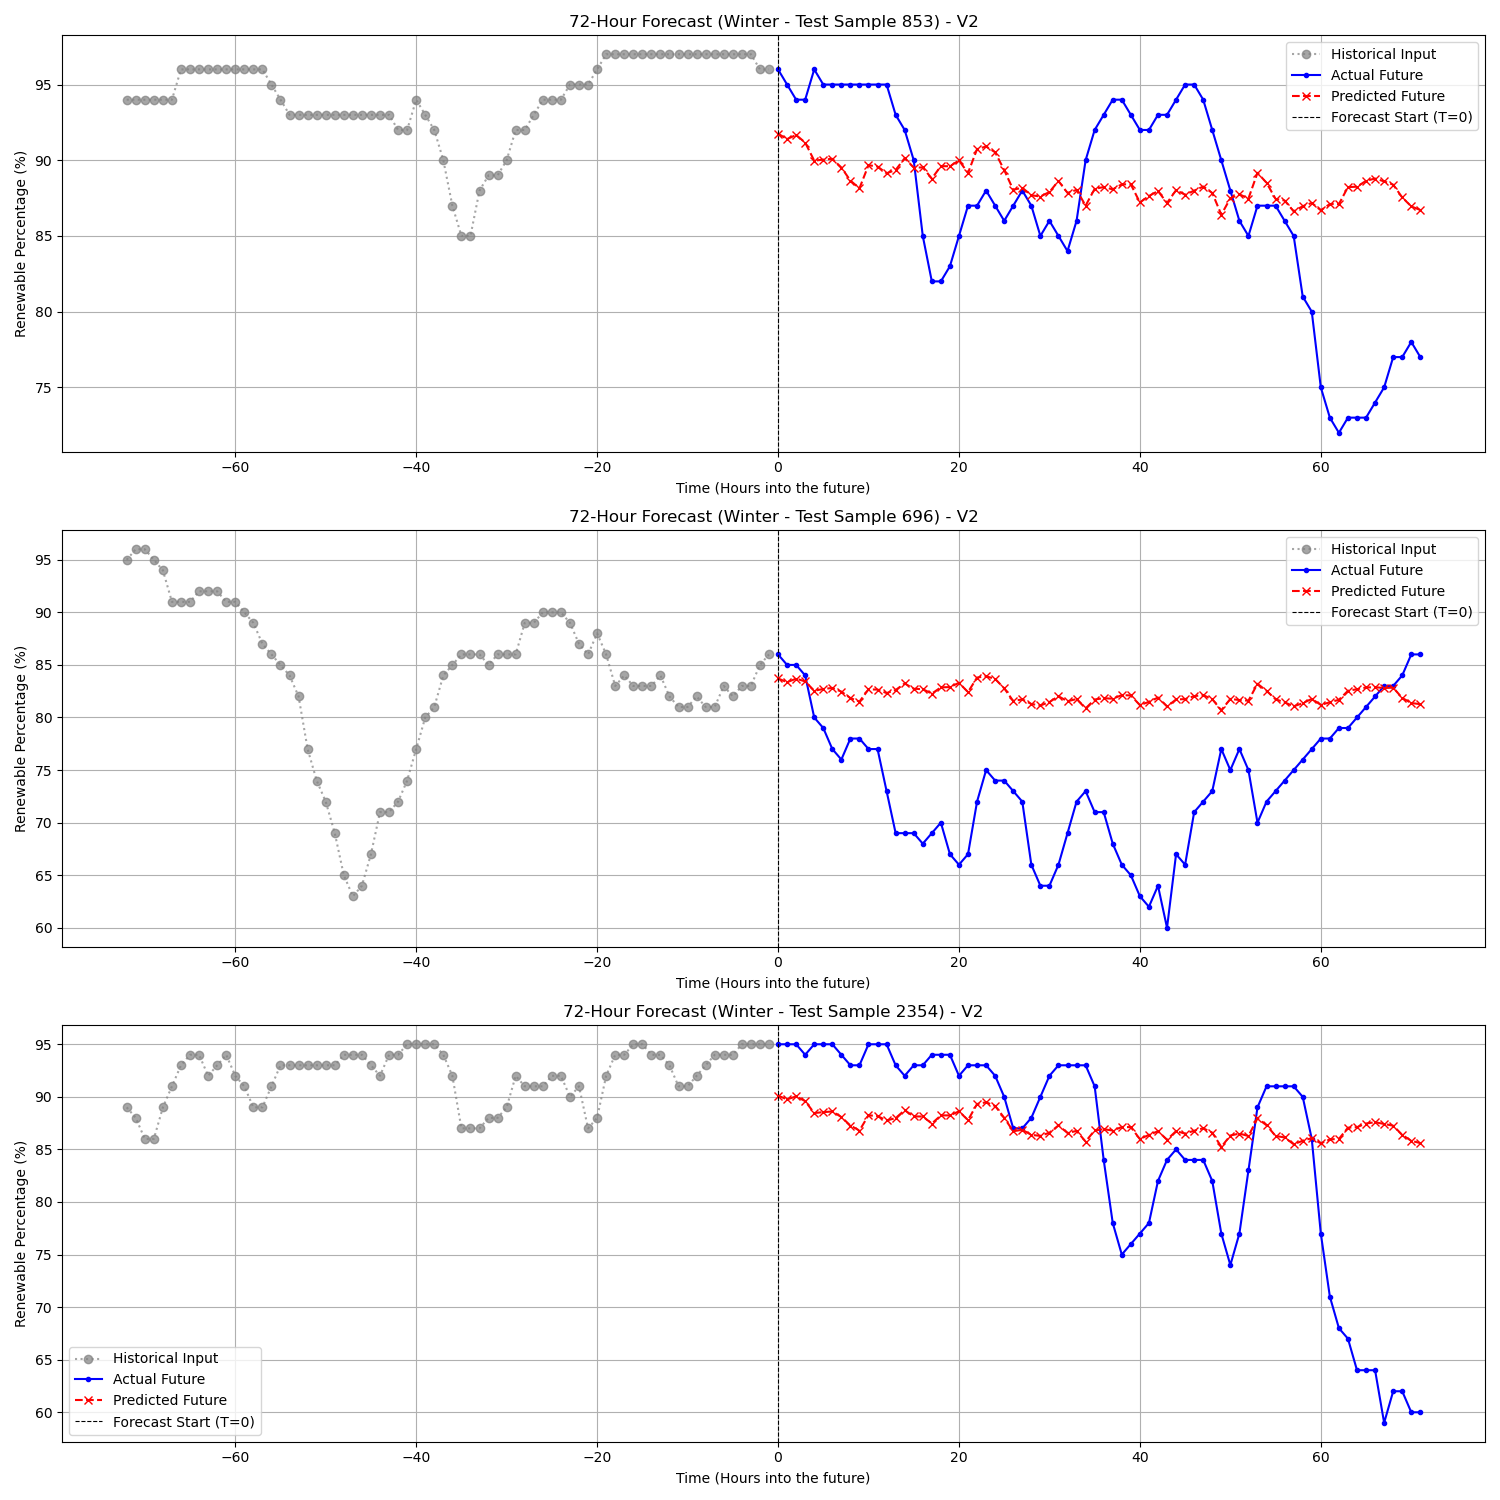 72-Hour Forecast (Winter - Test Sample 853) - V2
Renewable Percentage (%)
95
90
85
80
75
Historical Input
Actual Future
Predicted Future
Forecast Start (T=0)
−60
−40
−20
0
20
40
60
Time (Hours into the future)
72-Hour Forecast (Winter - Test Sample 696) - V2
Renewable Percentage (%)
95
90
85
80
75
70
65
60
Historical Input
Actual Future
Predicted Future
Forecast Start (T=0)
−60
−40
−20
0
20
40
60
Time (Hours into the future)
72-Hour Forecast (Winter - Test Sample 2354) - V2
Renewable Percentage (%)
95
90
85
80
75
70
65
60
Historical Input
Actual Future
Predicted Future
Forecast Start (T=0)
−60
−40
−20
0
20
40
60
Time (Hours into the future)